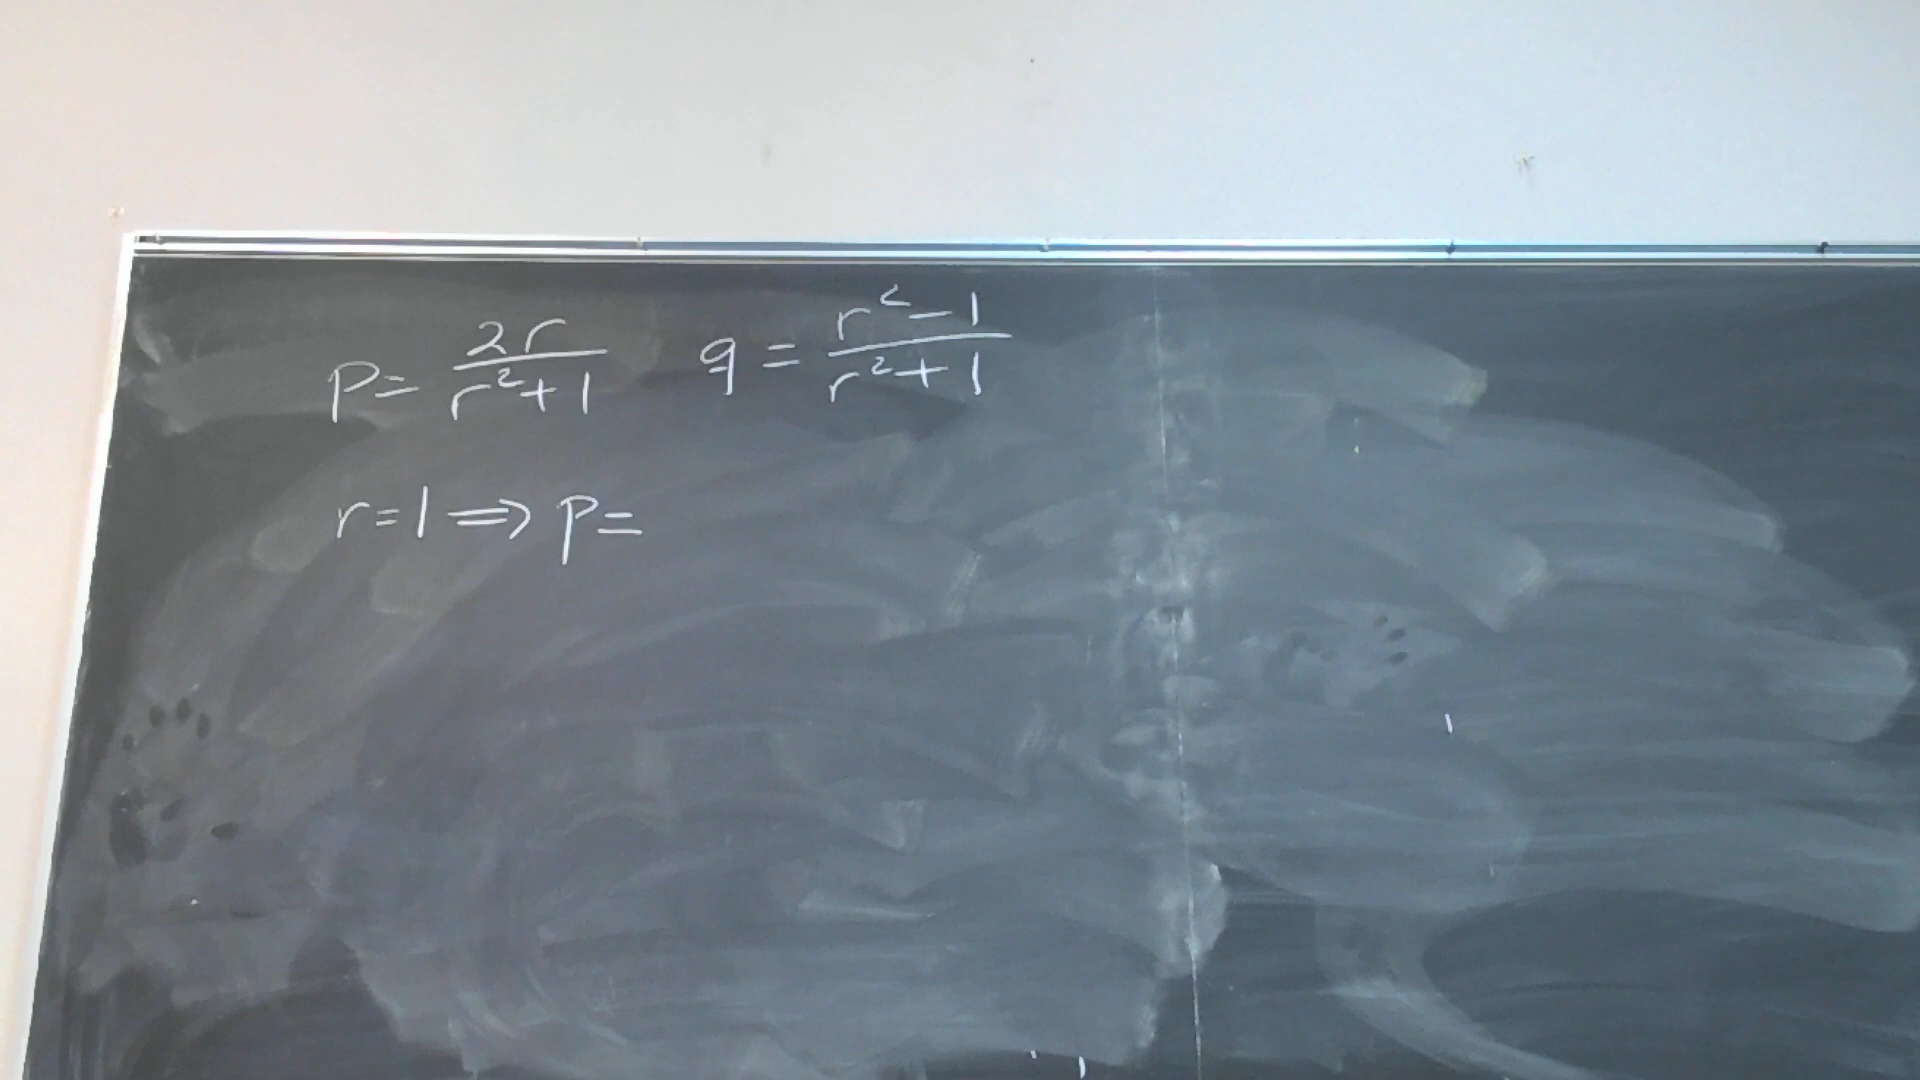 p = 2r / (r² + 1)   q = (r² - 1) / (r² + 1)
r = 1 ⇒ p =